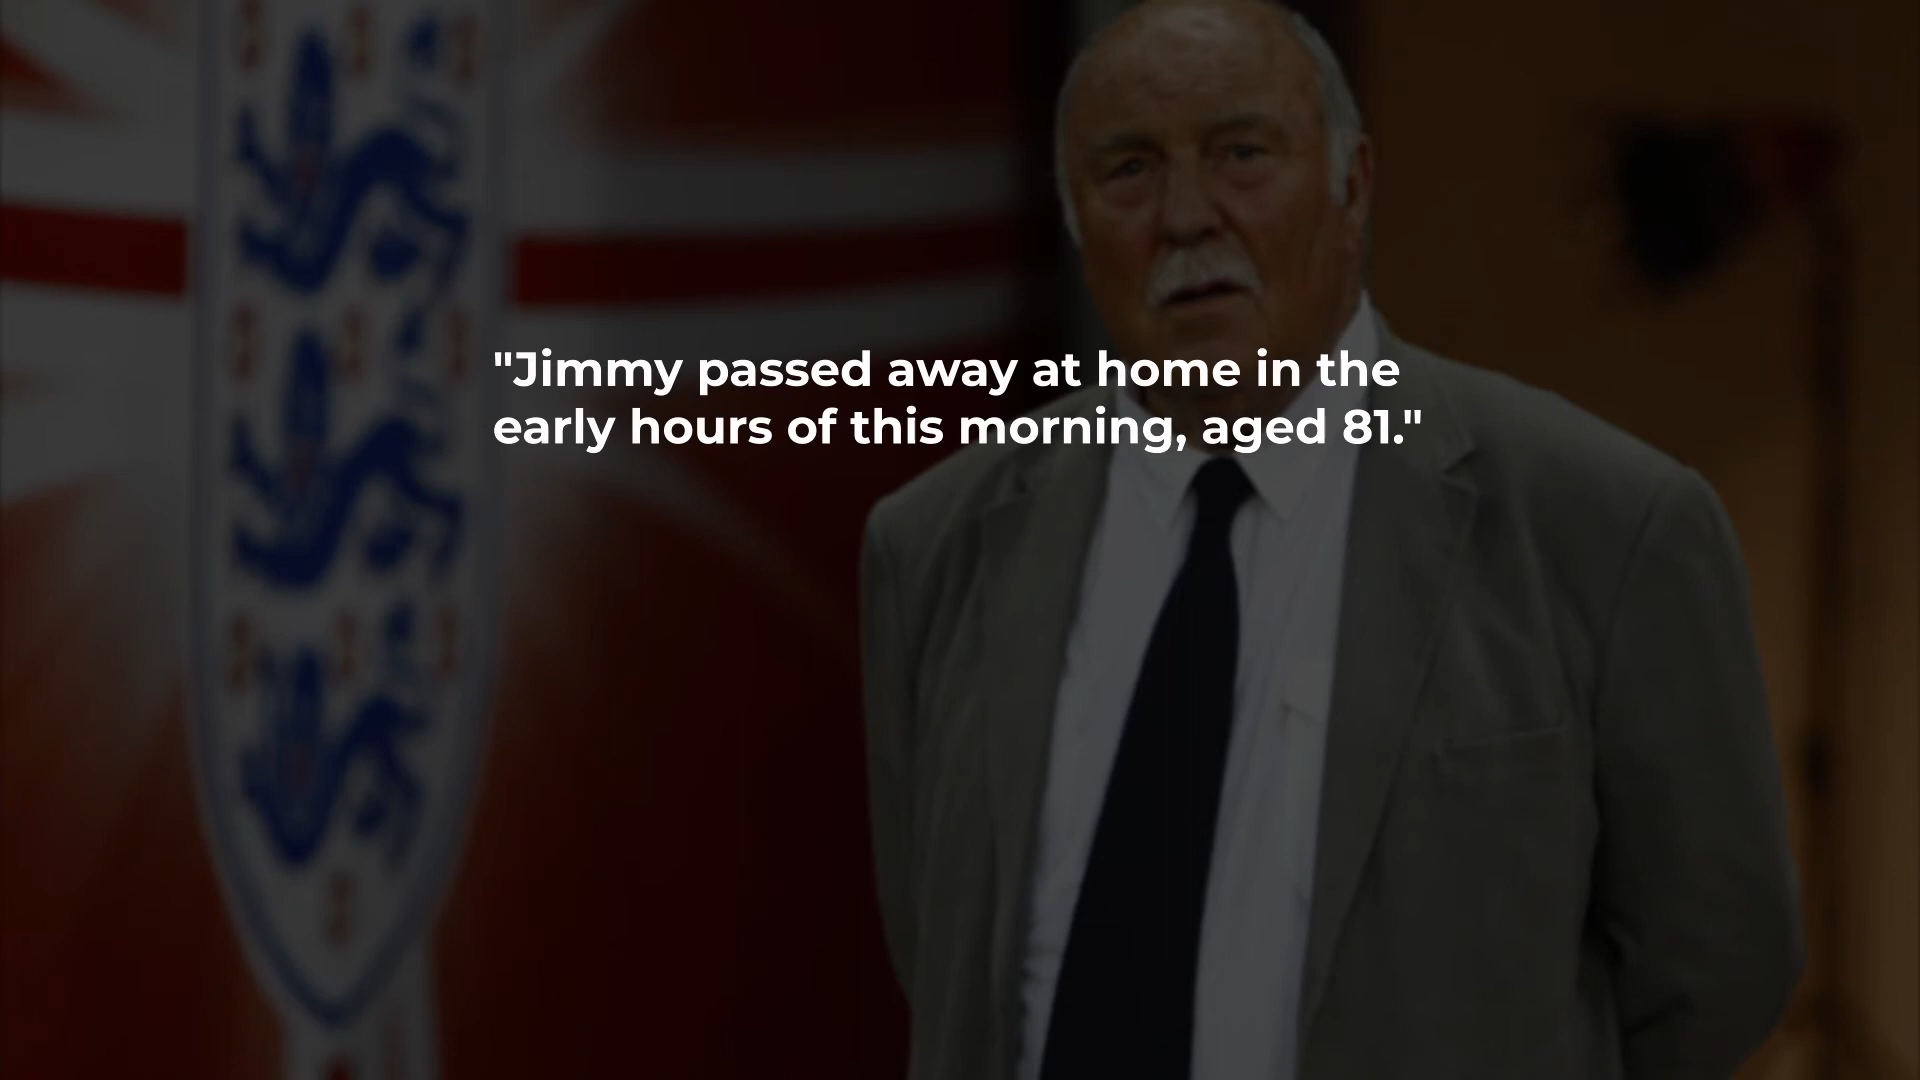 "Jimmy passed away at home in the
early hours of this morning, aged 81."